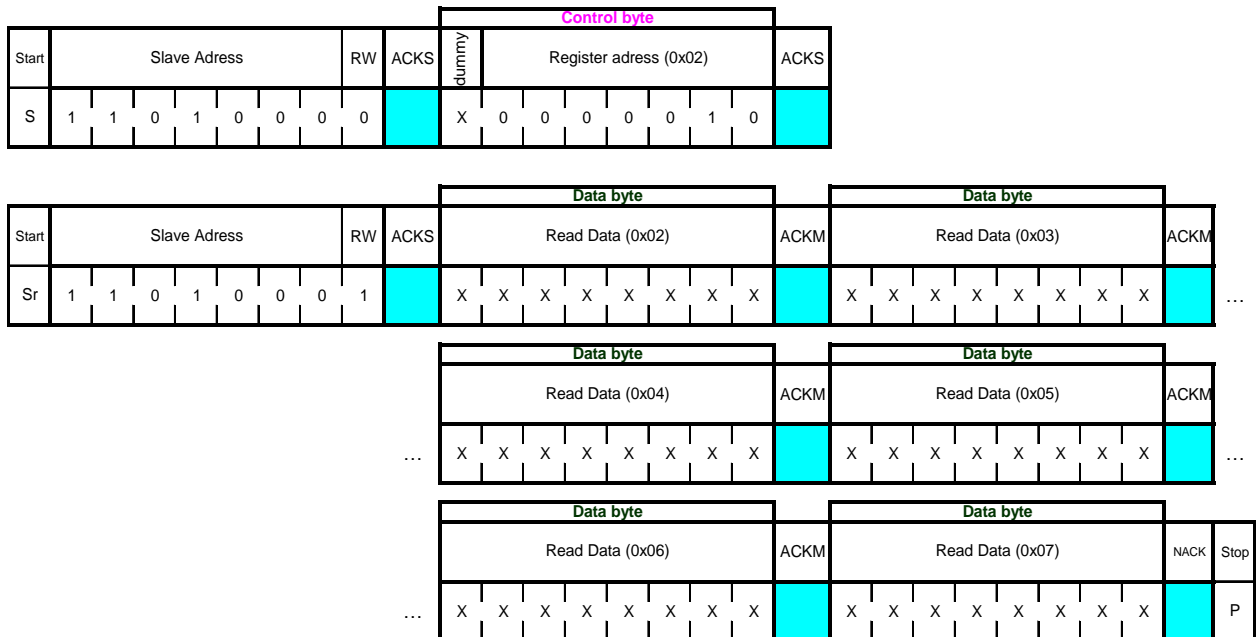 Control byte
Start Slave Adress RW ACKS dummy Register adress (0x02) ACKS
S 1 1 0 1 0 0 0 0 X 0 0 0 0 0 1 0
Data byte Data byte
Start Slave Adress RW ACKS Read Data (0x02) ACKM Read Data (0x03) ACKM
Sr 1 1 0 1 0 0 0 1 X X X X X X X X X X X X X X X X …
Data byte Data byte
Read Data (0x04) ACKM Read Data (0x05) ACKM
… X X X X X X X X X X X X X X X X …
Data byte Data byte
Read Data (0x06) ACKM Read Data (0x07) NACK Stop
… X X X X X X X X X X X X X X X X P